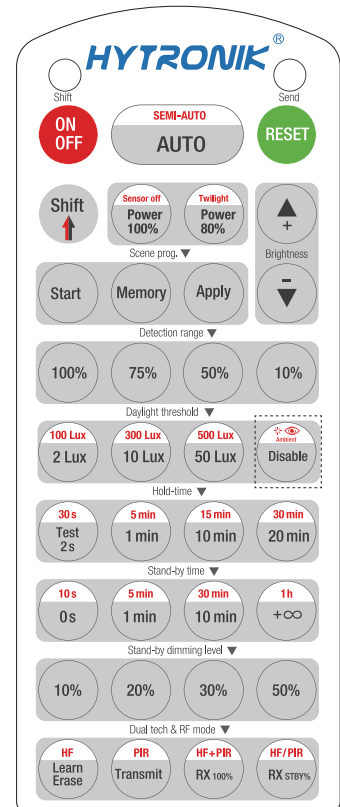 HYTRONIK®
Shift
Send
ON
OFF
SEMI-AUTO
AUTO
RESET
Shift
Sensor off
Power
100%
Twilight
Power
80%
▲
+
Brightness
−
▼
Scene prog. ▼
Start
Memory
Apply
Detection range ▼
100%
75%
50%
10%
Daylight threshold ▼
100 Lux
2 Lux
300 Lux
10 Lux
500 Lux
50 Lux
Ambient
Disable
Hold-time ▼
30 s
Test
2 s
5 min
1 min
15 min
10 min
30 min
20 min
Stand-by time ▼
10 s
0 s
5 min
1 min
30 min
10 min
1 h
+∞
Stand-by dimming level ▼
10%
20%
30%
50%
Dual tech & RF mode ▼
HF
Learn
Erase
PIR
Transmit
HF+PIR
RX 100%
HF/PIR
RX STBY%